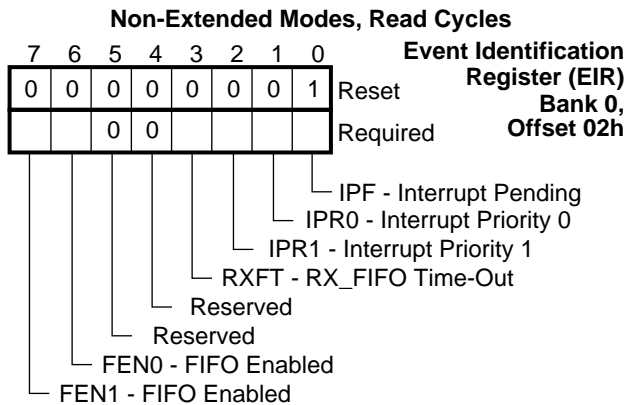 Non-Extended Modes, Read Cycles
7 6 5 4 3 2 1 0
Event Identification
Register (EIR)
Bank 0,
Offset 02h
0 0 0 0 0 0 0 1 Reset
0 0 Required
IPF - Interrupt Pending
IPR0 - Interrupt Priority 0
IPR1 - Interrupt Priority 1
RXFT - RX_FIFO Time-Out
Reserved
Reserved
FEN0 - FIFO Enabled
FEN1 - FIFO Enabled